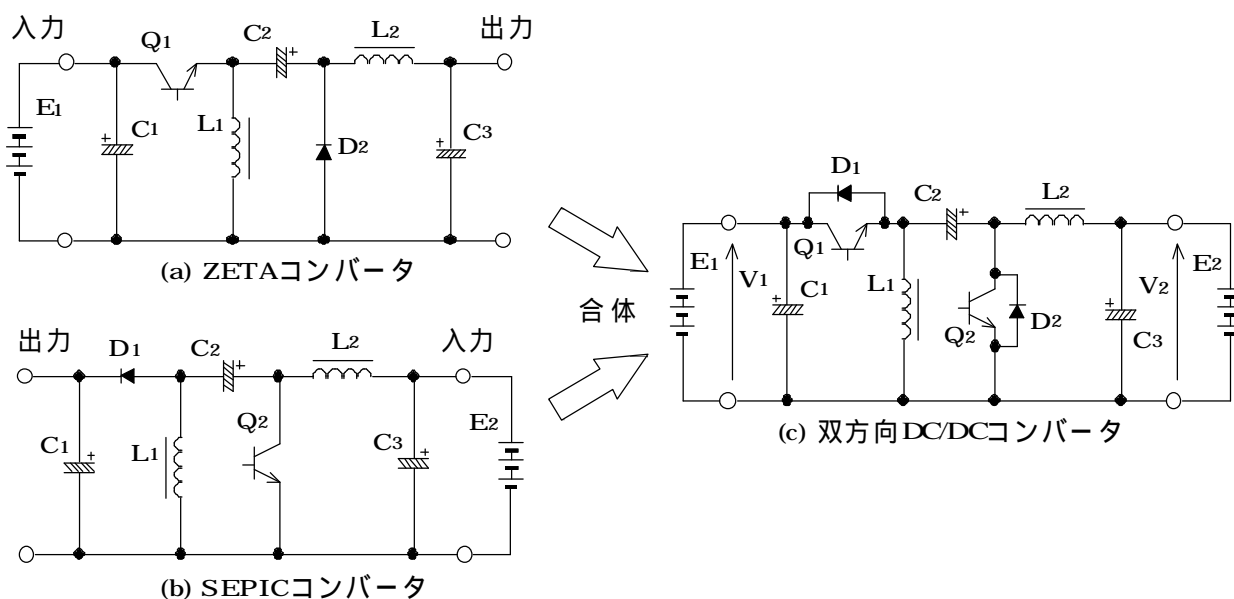 入力
Q1
C2
L2
出力
E1
+
C1
L1
+
D2
+
C3
(a) ZETAコンバータ
出力
D1
C2
L2
入力
+
C1
+
L1
Q2
C3
+
E2
(b) SEPICコンバータ
合体
D1
C2
L2
+
E1
V1
Q1
C1
+
L1
Q2
D2
+
C3
V2
E2
(c) 双方向DC/DCコンバータ